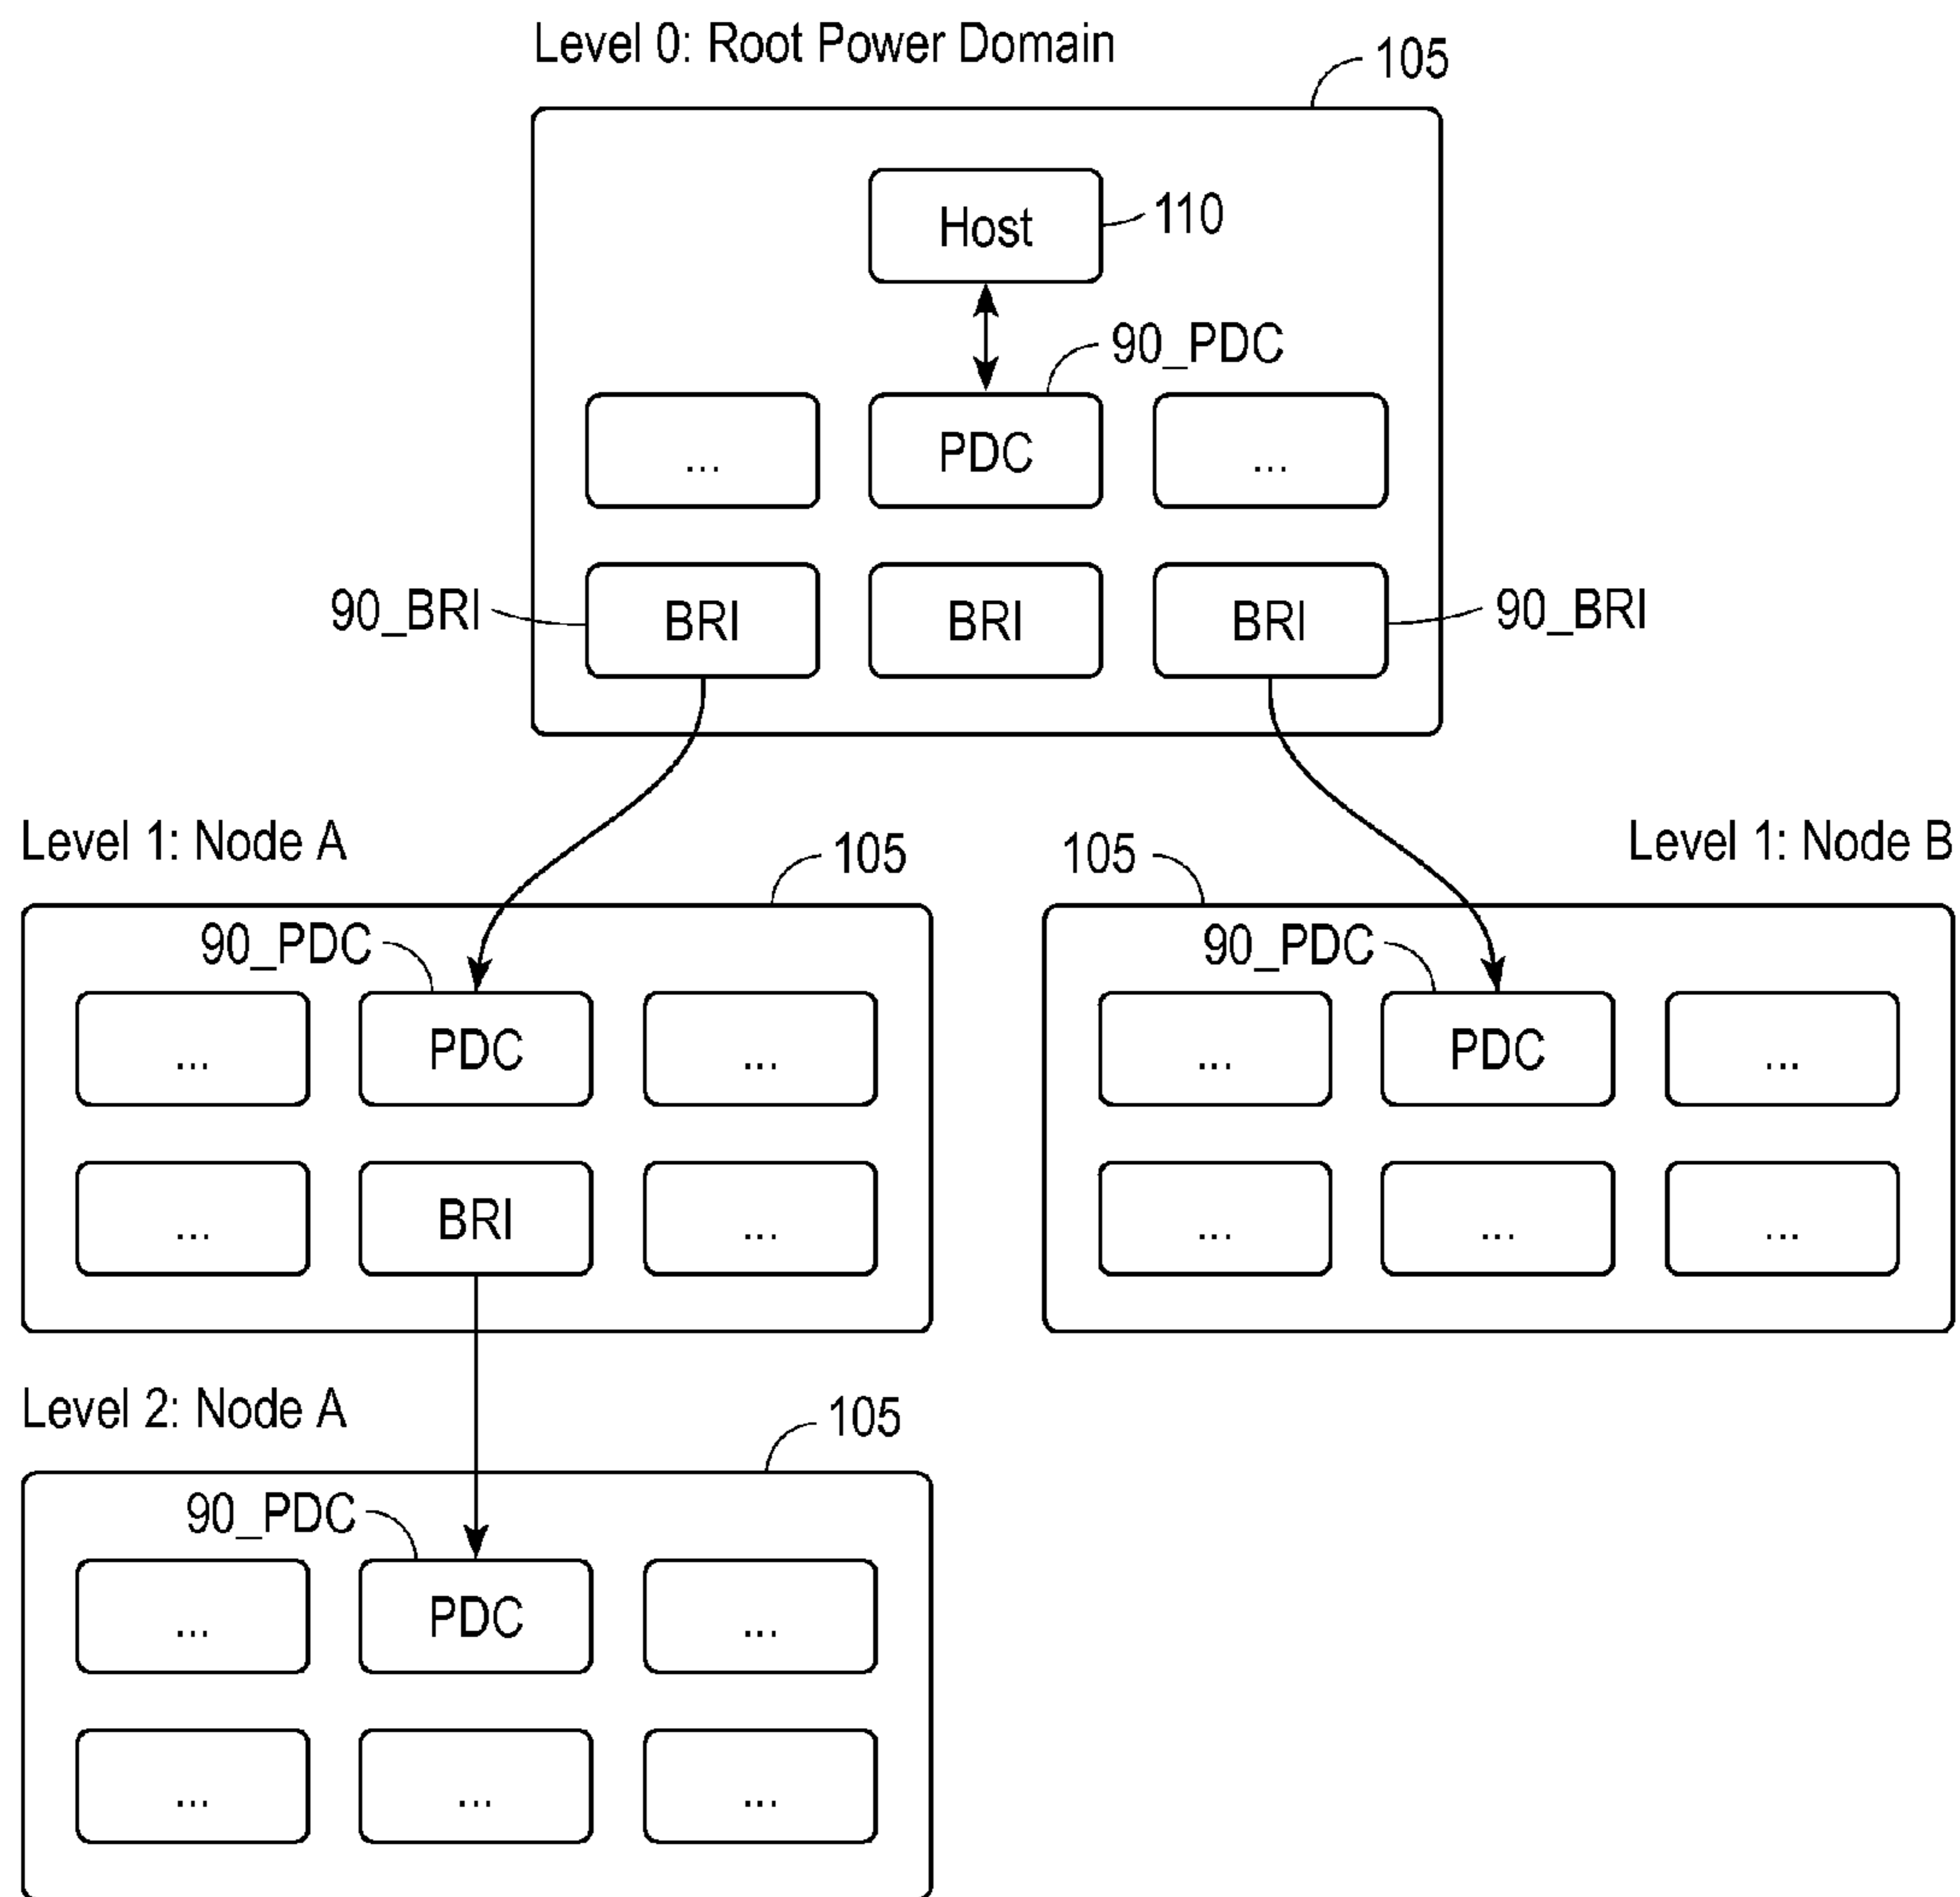 Level 0: Root Power Domain
105
Host
110
90_PDC
... PDC ...
90_BRI BRI BRI BRI 90_BRI
Level 1: Node A
105
90_PDC
... PDC ...
... BRI ...
105
Level 1: Node B
90_PDC
... PDC ...
... ... ...
Level 2: Node A
105
90_PDC
... PDC ...
... ... ...